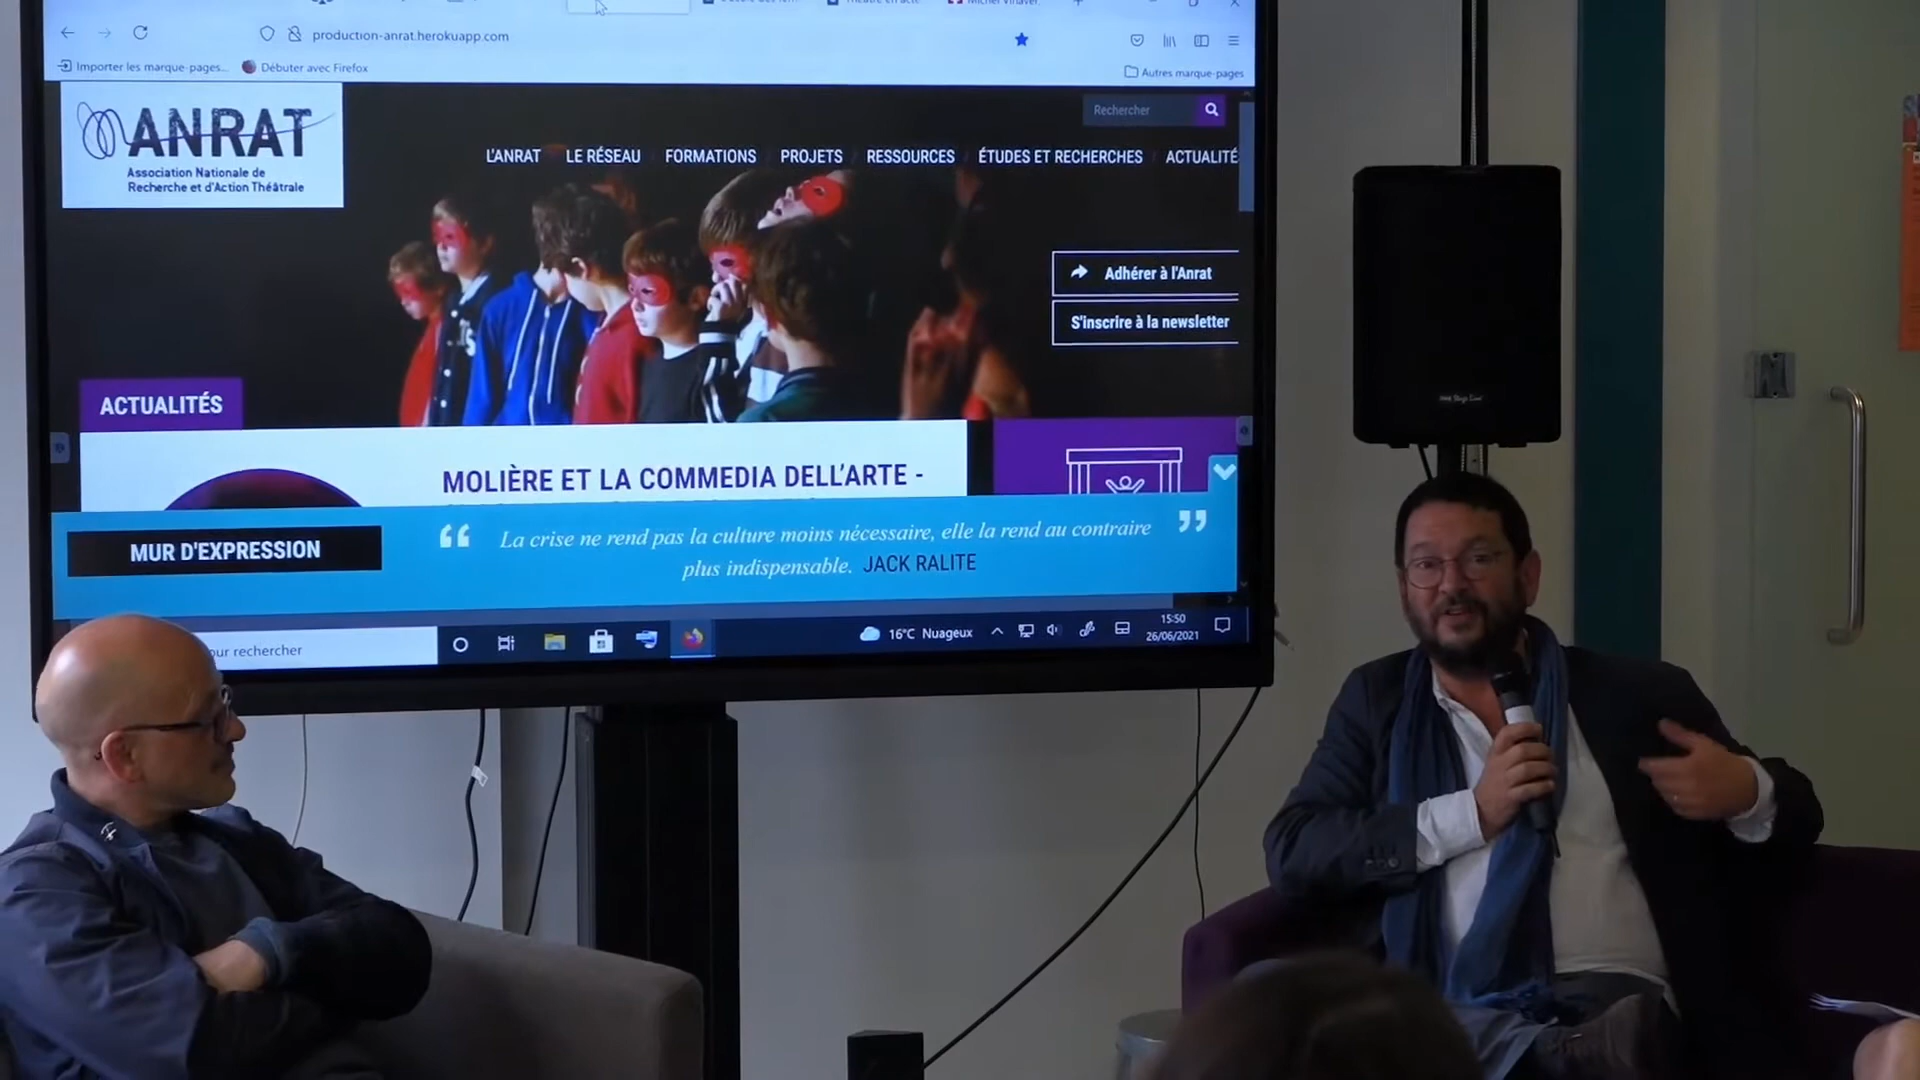 production-anrat.herokuapp.com
Importer les marque-pages...
Débuter avec Firefox
Autres marque-pages
ANRAT
Association Nationale de
Recherche et d'Action Théâtrale
Rechercher
L'ANRAT
LE RÉSEAU
FORMATIONS
PROJETS
RESSOURCES
ÉTUDES ET RECHERCHES
ACTUALITÉ
Adhérer à l'Anrat
S'inscrire à la newsletter
ACTUALITÉS
MOLIÈRE ET LA COMMEDIA DELL'ARTE -
MUR D'EXPRESSION
“ La crise ne rend pas la culture moins nécessaire, elle la rend au contraire ”
plus indispensable. JACK RALITE
our rechercher
16°C Nuageux
15:50
26/06/2021